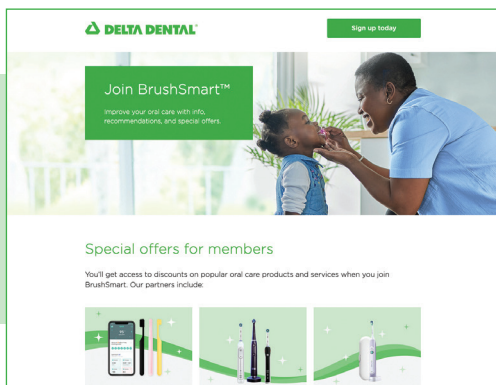 DELTA DENTAL®
Sign up today
Join BrushSmart™
Improve your oral care with info,
recommendations, and special offers.
Special offers for members
You'll get access to discounts on popular oral care products and services when you join
BrushSmart. Our partners include: